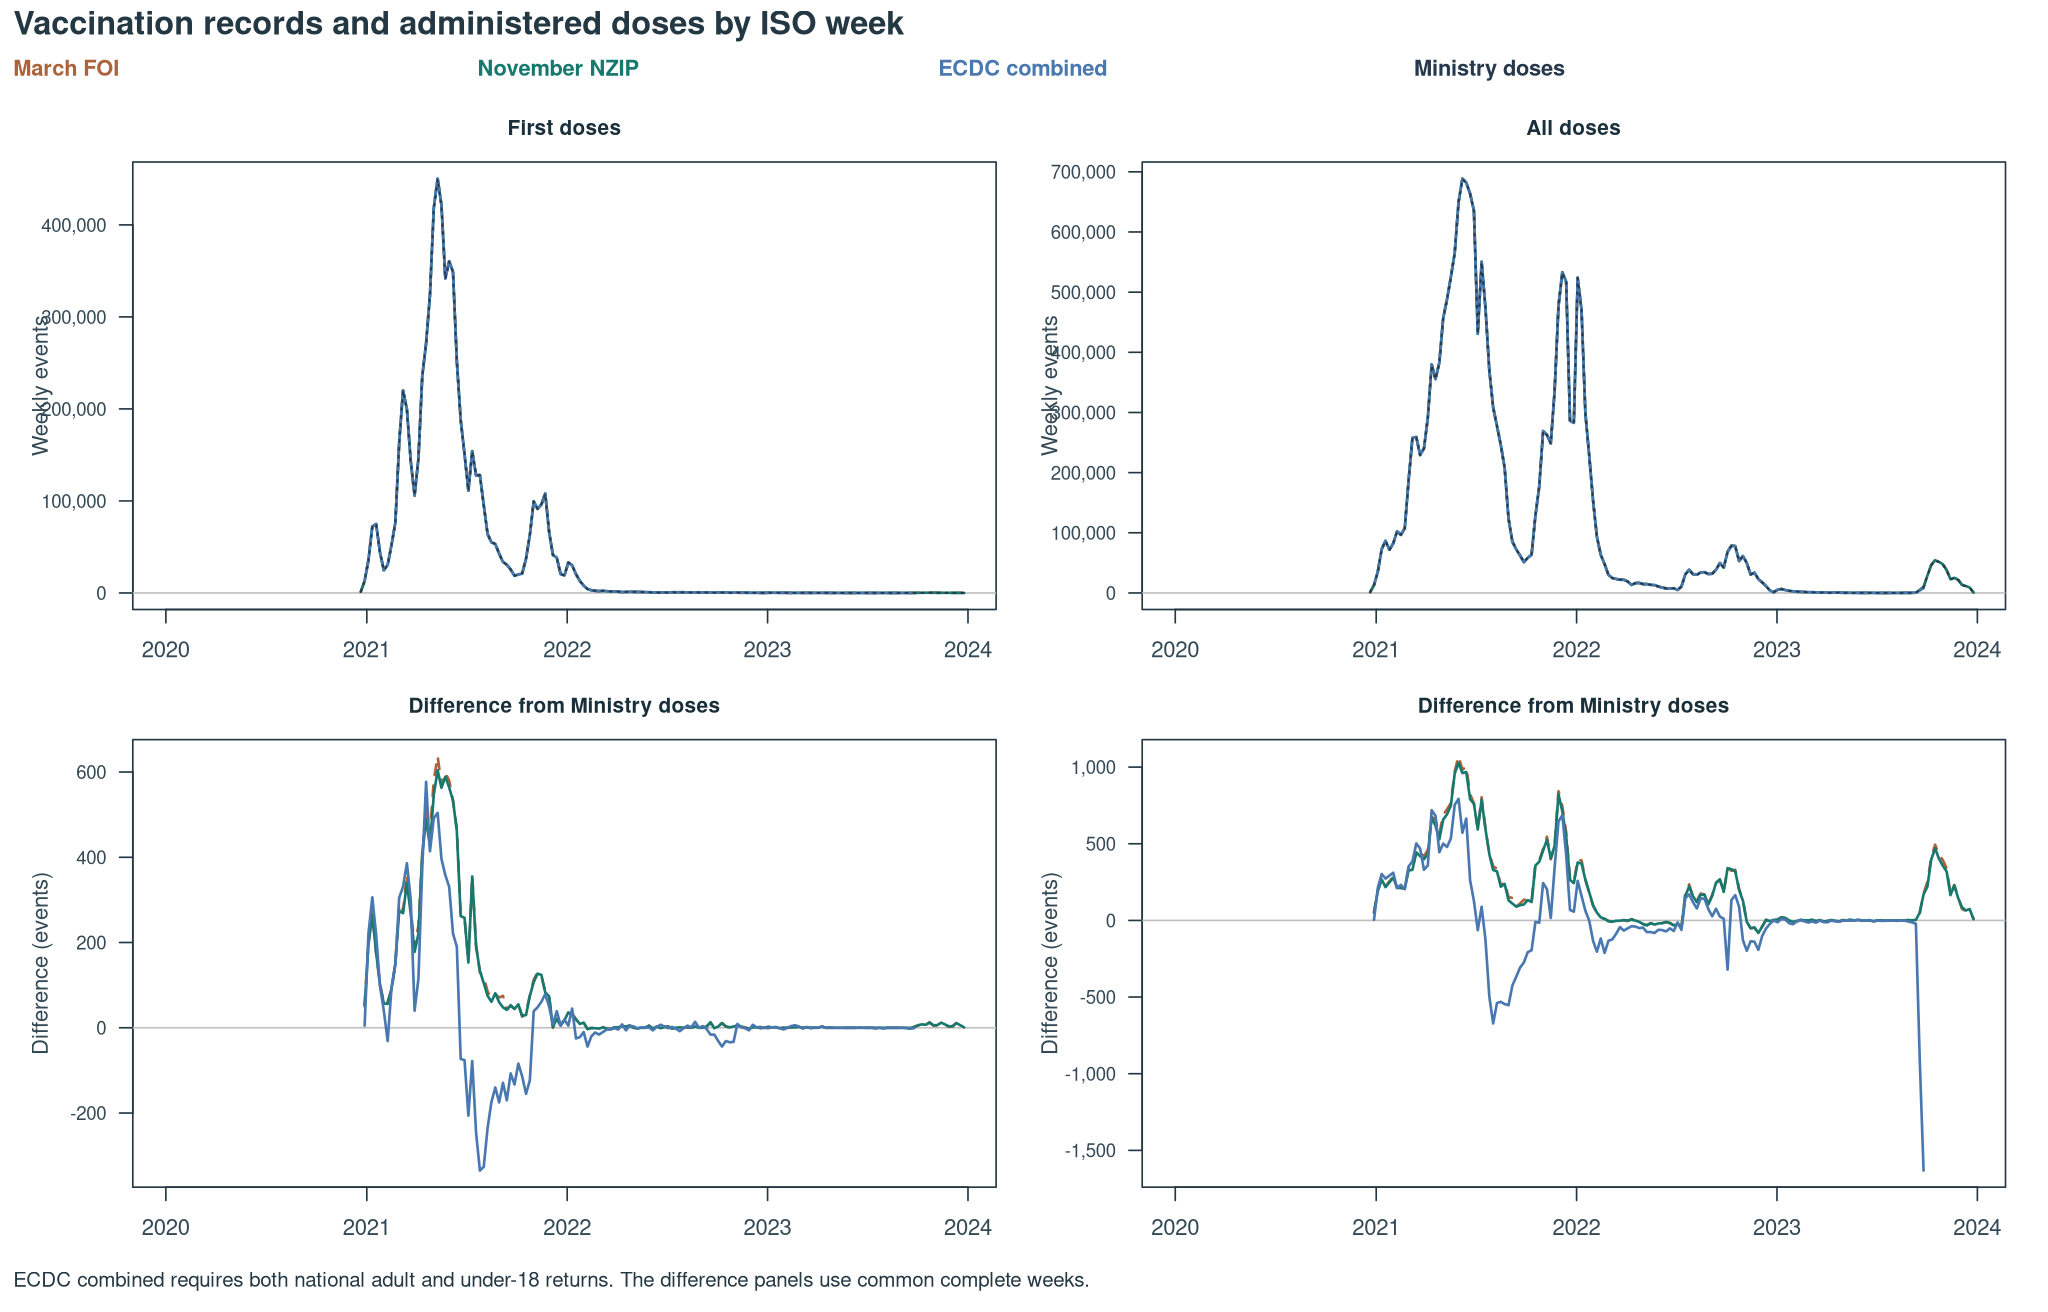 Vaccination records and administered doses by ISO week
March FOI November NZIP ECDC combined Ministry doses
First doses
Weekly events
400,000
300,000
200,000
100,000
0
2020 2021 2022 2023 2024
All doses
Weekly events
700,000
600,000
500,000
400,000
300,000
200,000
100,000
0
2020 2021 2022 2023 2024
Difference from Ministry doses
Difference (events)
600
400
200
0
-200
2020 2021 2022 2023 2024
Difference from Ministry doses
Difference (events)
1,000
500
0
-500
-1,000
-1,500
2020 2021 2022 2023 2024
ECDC combined requires both national adult and under-18 returns. The difference panels use common complete weeks.